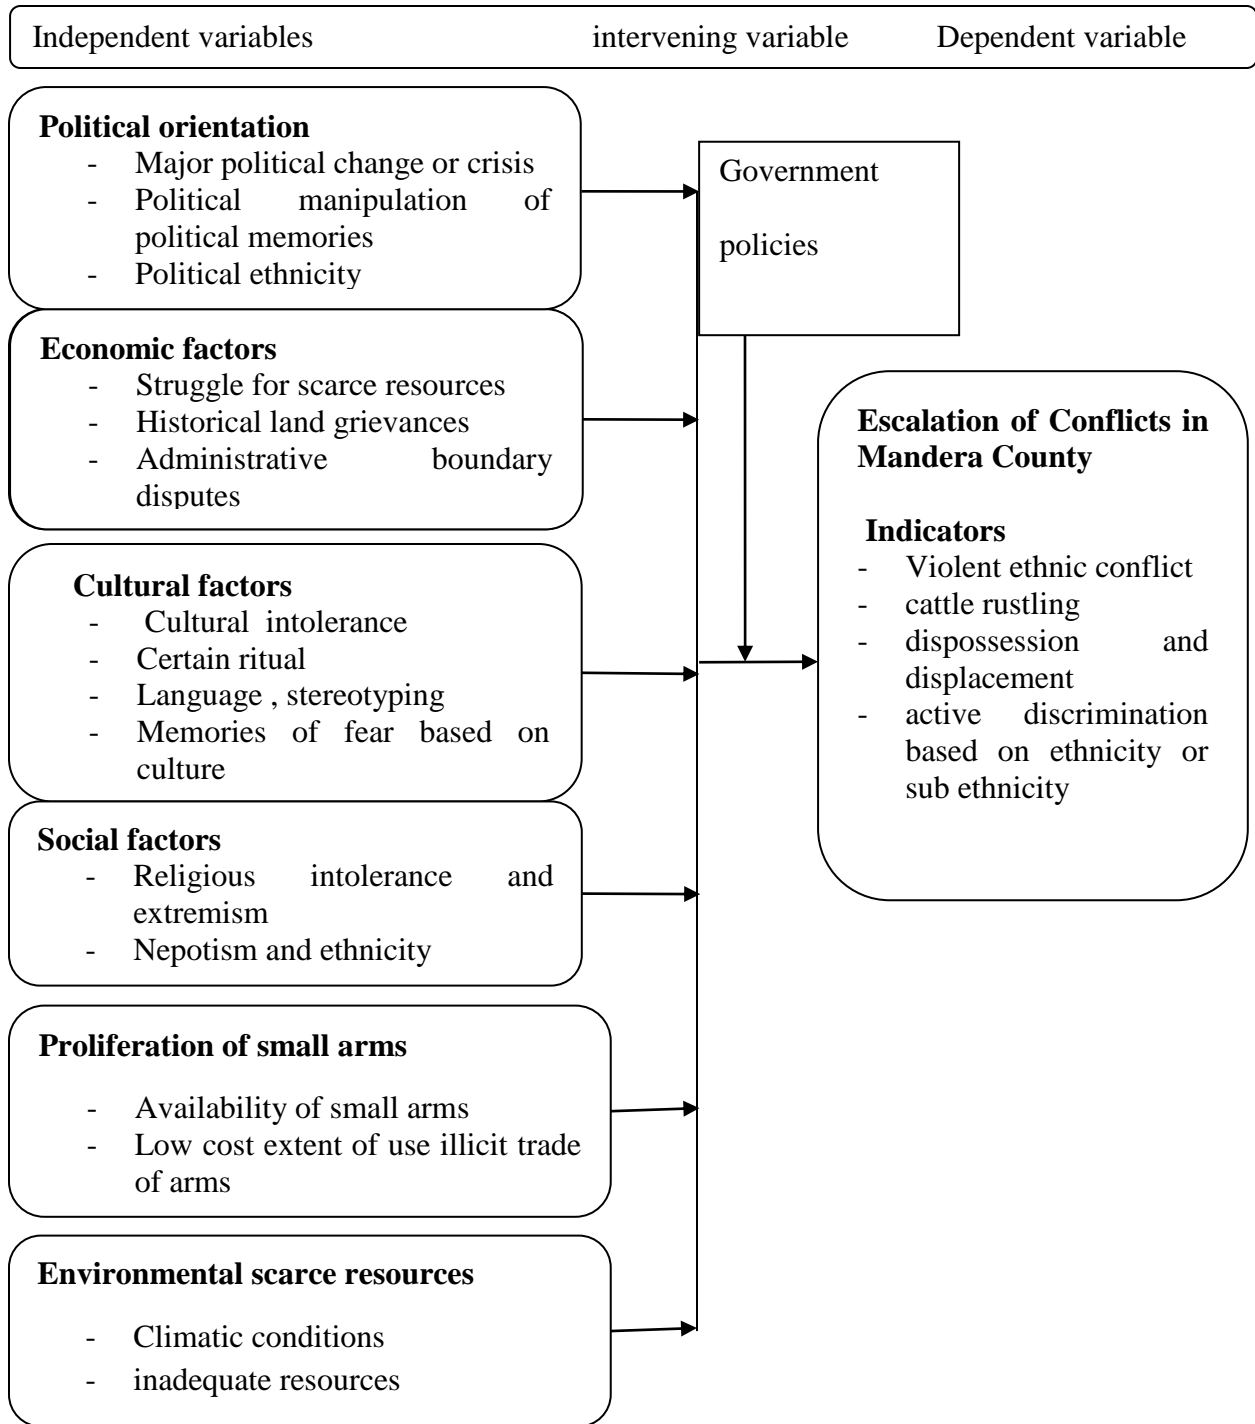 Independent variables intervening variable Dependent variable
Political orientation
- Major political change or crisis
- Political manipulation of
political memories
- Political ethnicity
Economic factors
- Struggle for scarce resources
- Historical land grievances
- Administrative boundary
disputes
Cultural factors
- Cultural intolerance
- Certain ritual
- Language , stereotyping
- Memories of fear based on
culture
Social factors
- Religious intolerance and
extremism
- Nepotism and ethnicity
Proliferation of small arms
- Availability of small arms
- Low cost extent of use illicit trade
of arms
Environmental scarce resources
- Climatic conditions
- inadequate resources
Government
policies
Escalation of Conflicts in
Mandera County
Indicators
- Violent ethnic conflict
- cattle rustling
- dispossession and
displacement
- active discrimination
based on ethnicity or
sub ethnicity